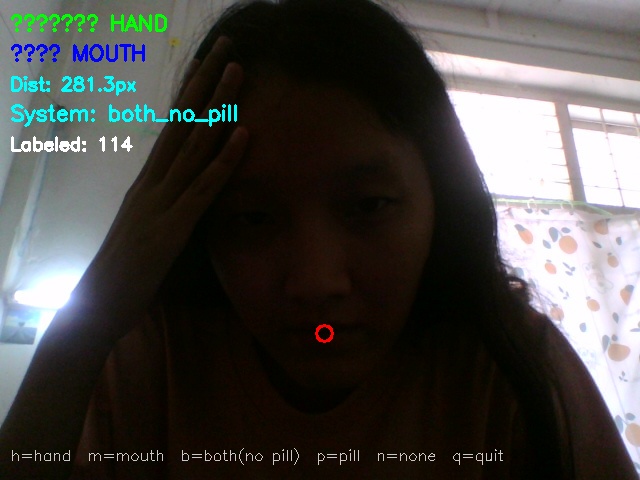 ??????? HAND
???? MOUTH
Dist: 281.3px
System: both_no_pill
Labeled: 114
h=hand m=mouth b=both(no pill) p=pill n=none q=quit